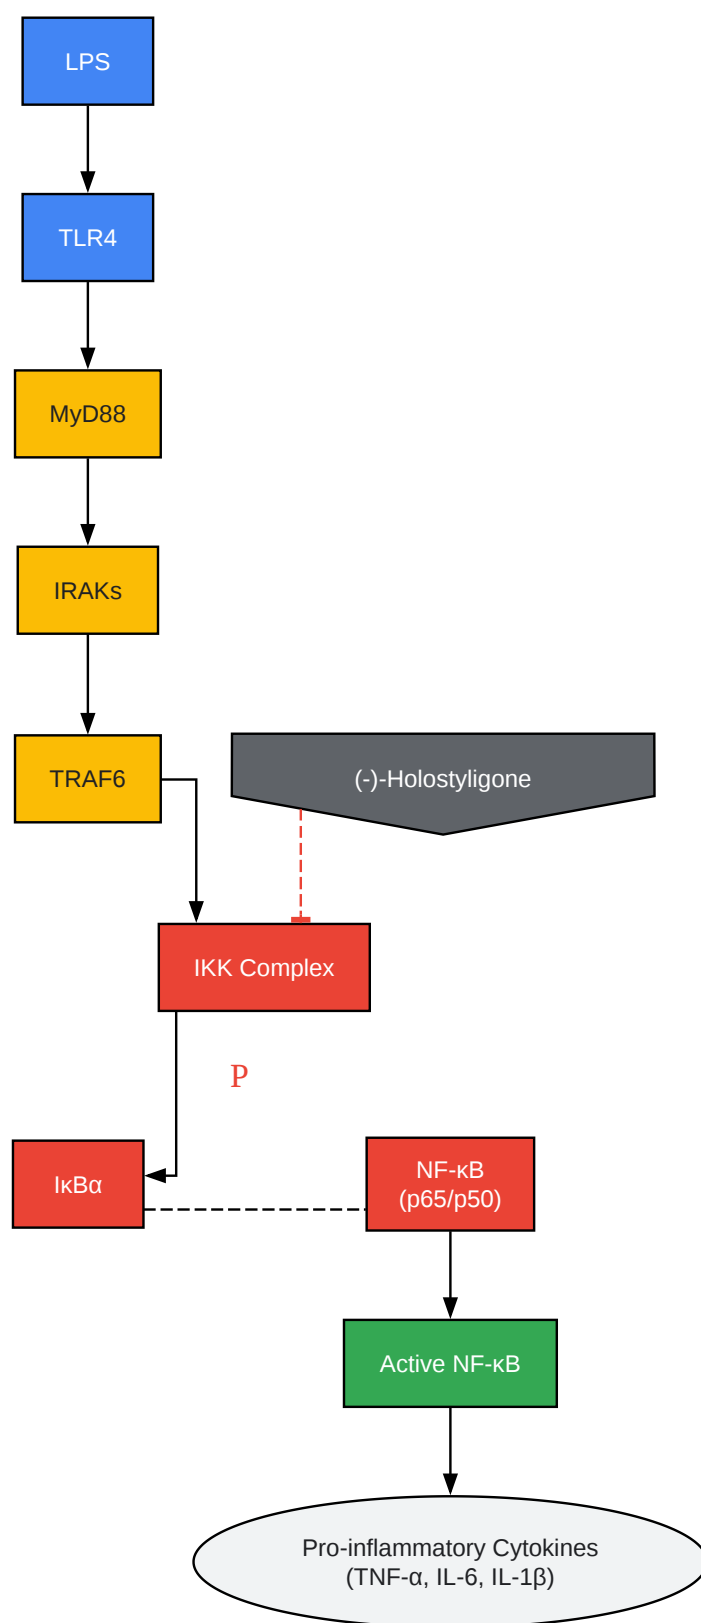 LPS
TLR4
MyD88
IRAKs
TRAF6
(-)-Holostyligone
IKK Complex
P
IκBα
NF-κB
(p65/p50)
Active NF-κB
Pro-inflammatory Cytokines
(TNF-α, IL-6, IL-1β)